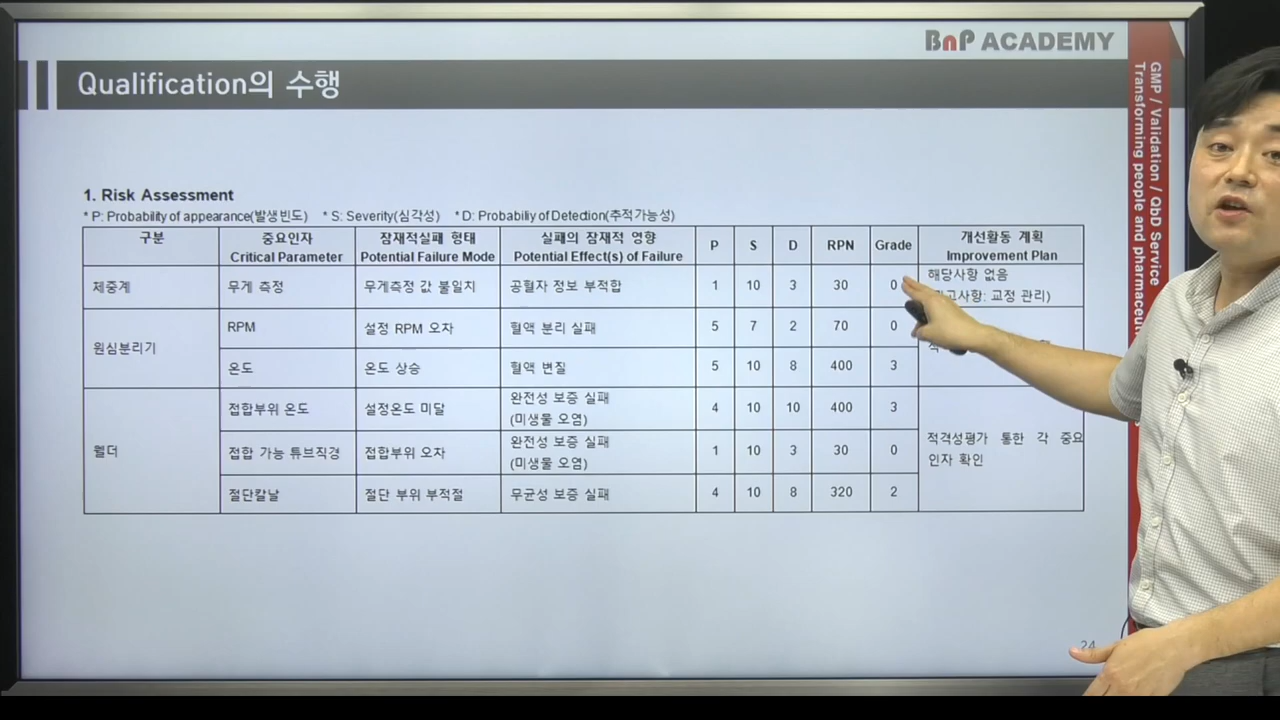 BnP ACADEMY
Qualification의 수행
GMP / Validation / QbD Service
Transforming people and
1. Risk Assessment
* P: Probability of appearance(발생빈도) * S: Severity(심각성) * D: Probabiliy of Detection(추적가능성)
구분 중요인자 Critical Parameter 잠재적실패 형태 Potential Failure Mode 실패의 잠재적 영향 Potential Effect(s) of Failure P S D RPN Grade 개선활동 계획 Improvement Plan
제중계 무게 측정 무게측정 값 불일치 공혈자 정보 부적합 1 10 3 30 0 해당사항 없음
교정 관리)
원심분리기 RPM 설정 RPM 오차 혈액 분리 실패 5 7 2 70 0
온도 온도 상승 혈액 변질 5 10 8 400 3
웰더 접합부위 온도 설정온도 미달 완전성 보증 실패 (미생물 오염) 4 10 10 400 3 적격성평가 통한 각 중요 인자 확인
접합 가능 튜브직경 접합부위 오차 완전성 보증 실패 (미생물 오염) 1 10 3 30 0
절단칼날 절단 부위 부적절 무균성 보증 실패 4 10 8 320 2
24